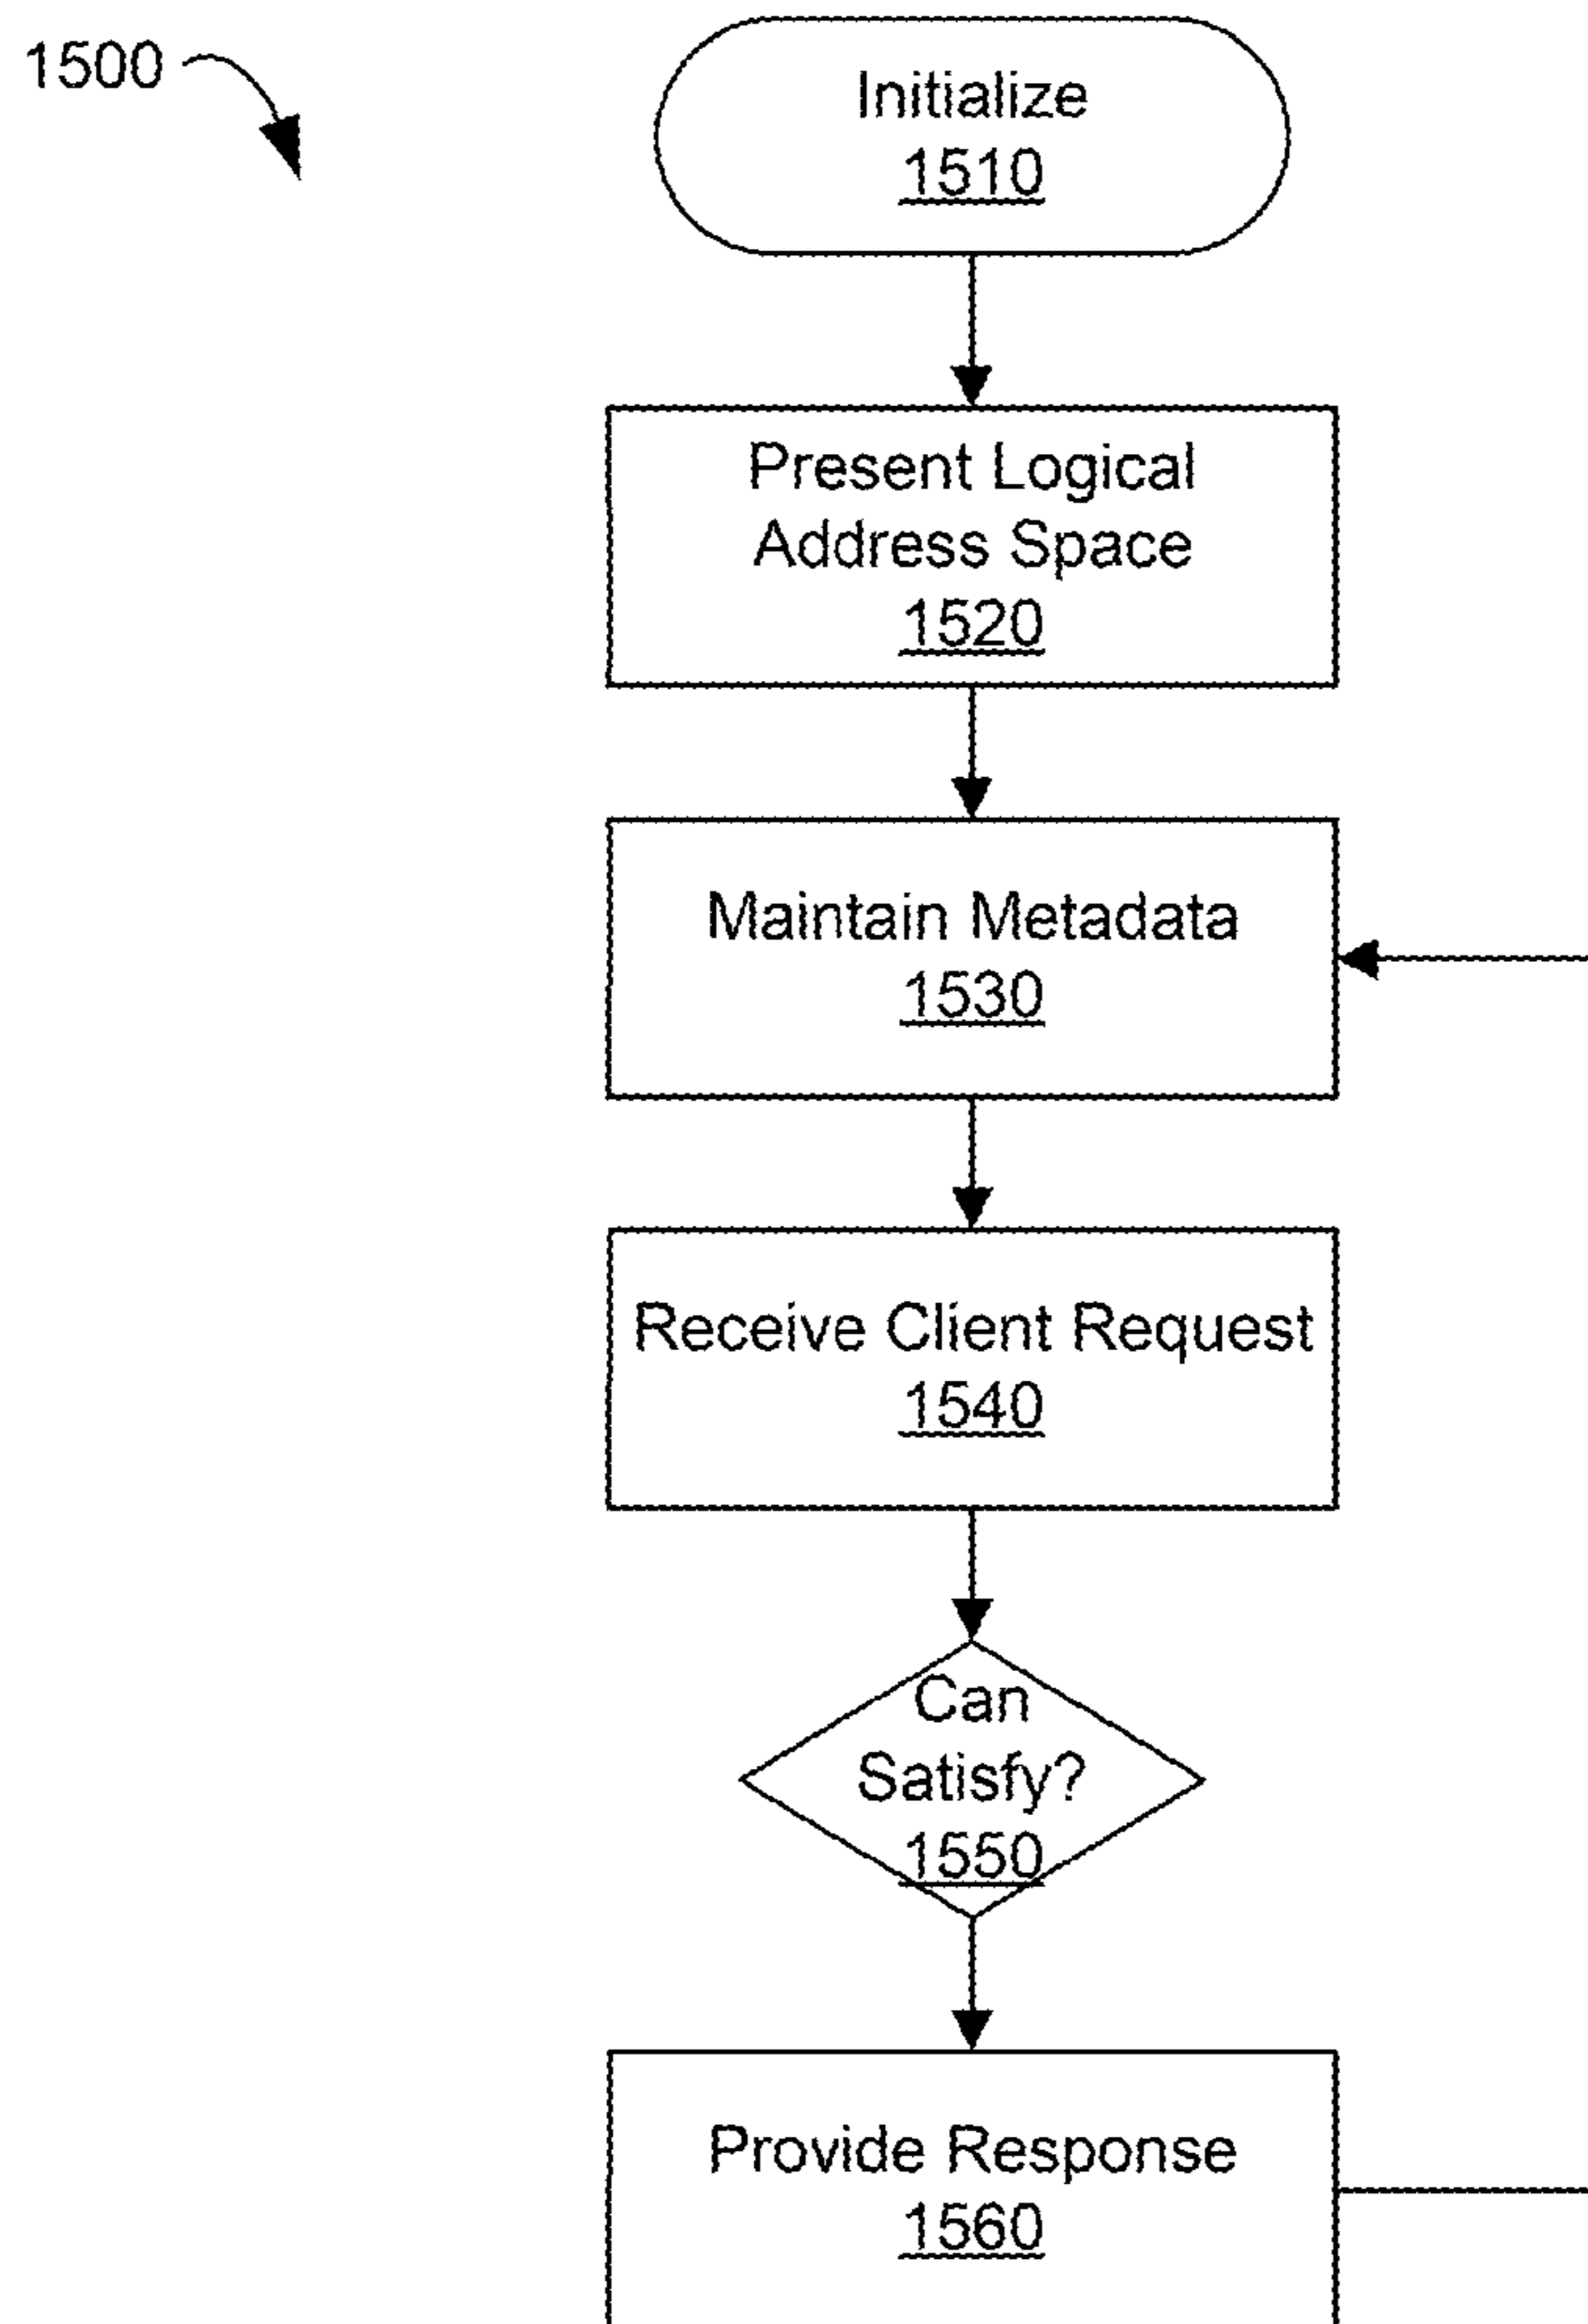 1500
Initialize
1510
Present Logical
Address Space
1520
Maintain Metadata
1530
Receive Client Request
1540
Can
Satisfy?
1550
Provide Response
1560